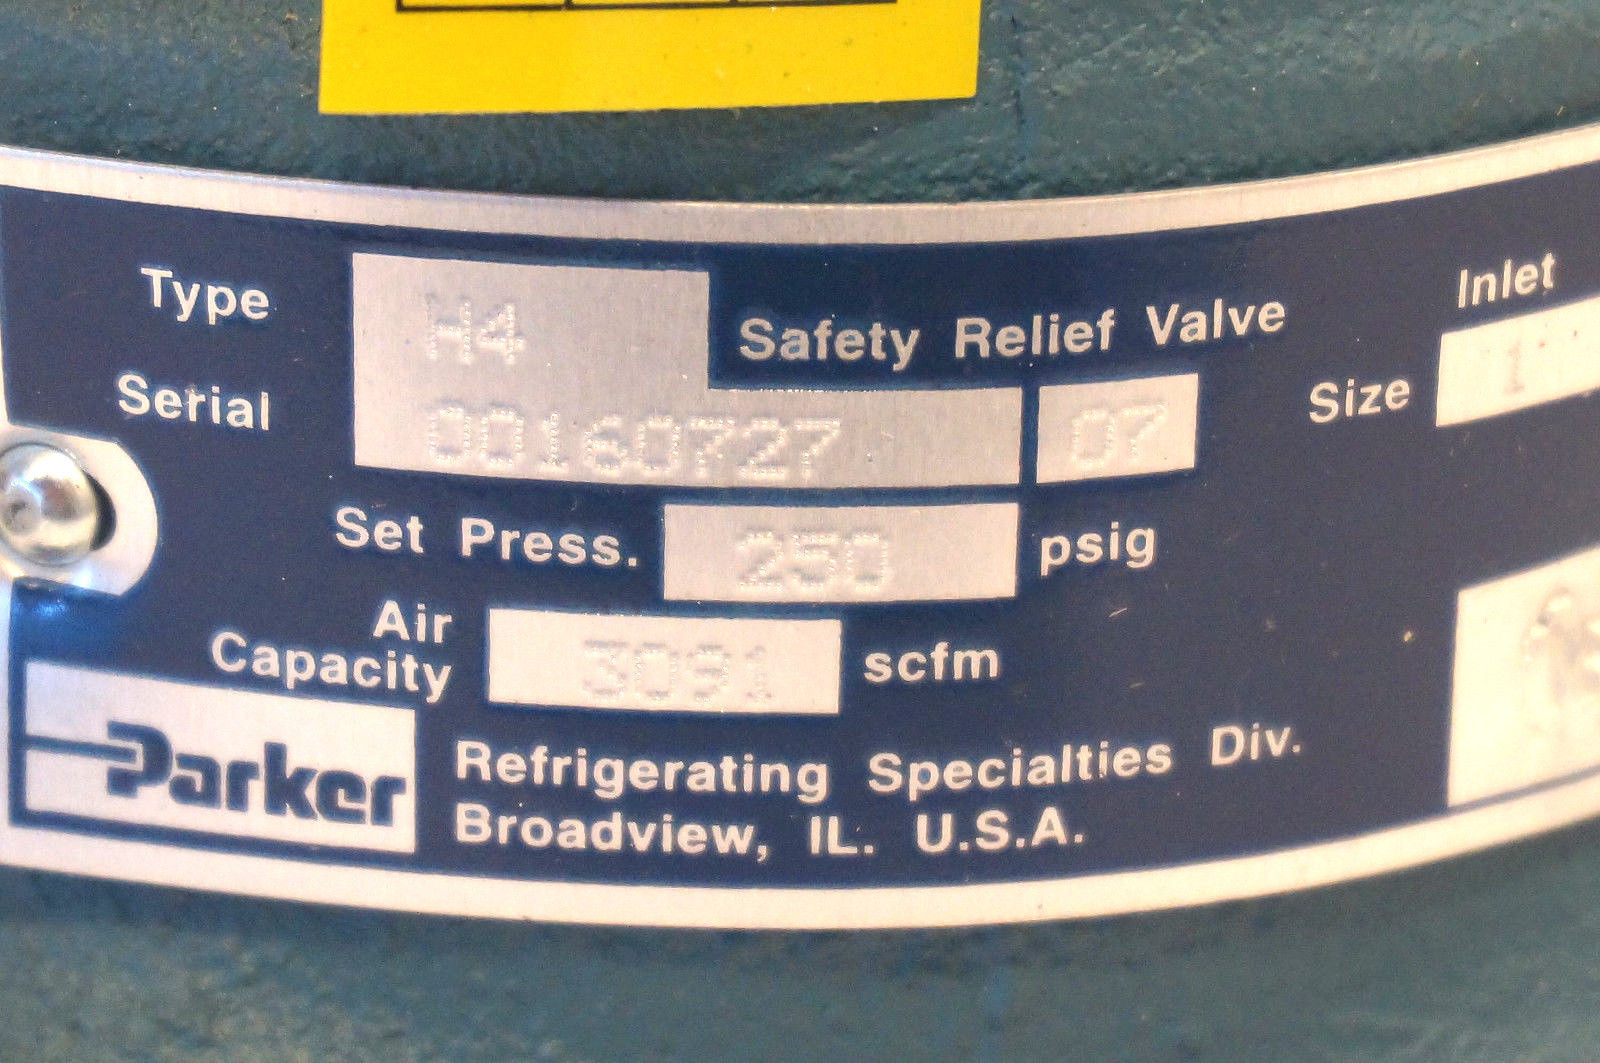 Type H4 Safety Relief Valve
Serial 00160727 07
Inlet
Size 1
Set Press. 250 psig
Air
Capacity 3091 scfm
Parker
Refrigerating Specialties Div.
Broadview, IL. U.S.A.